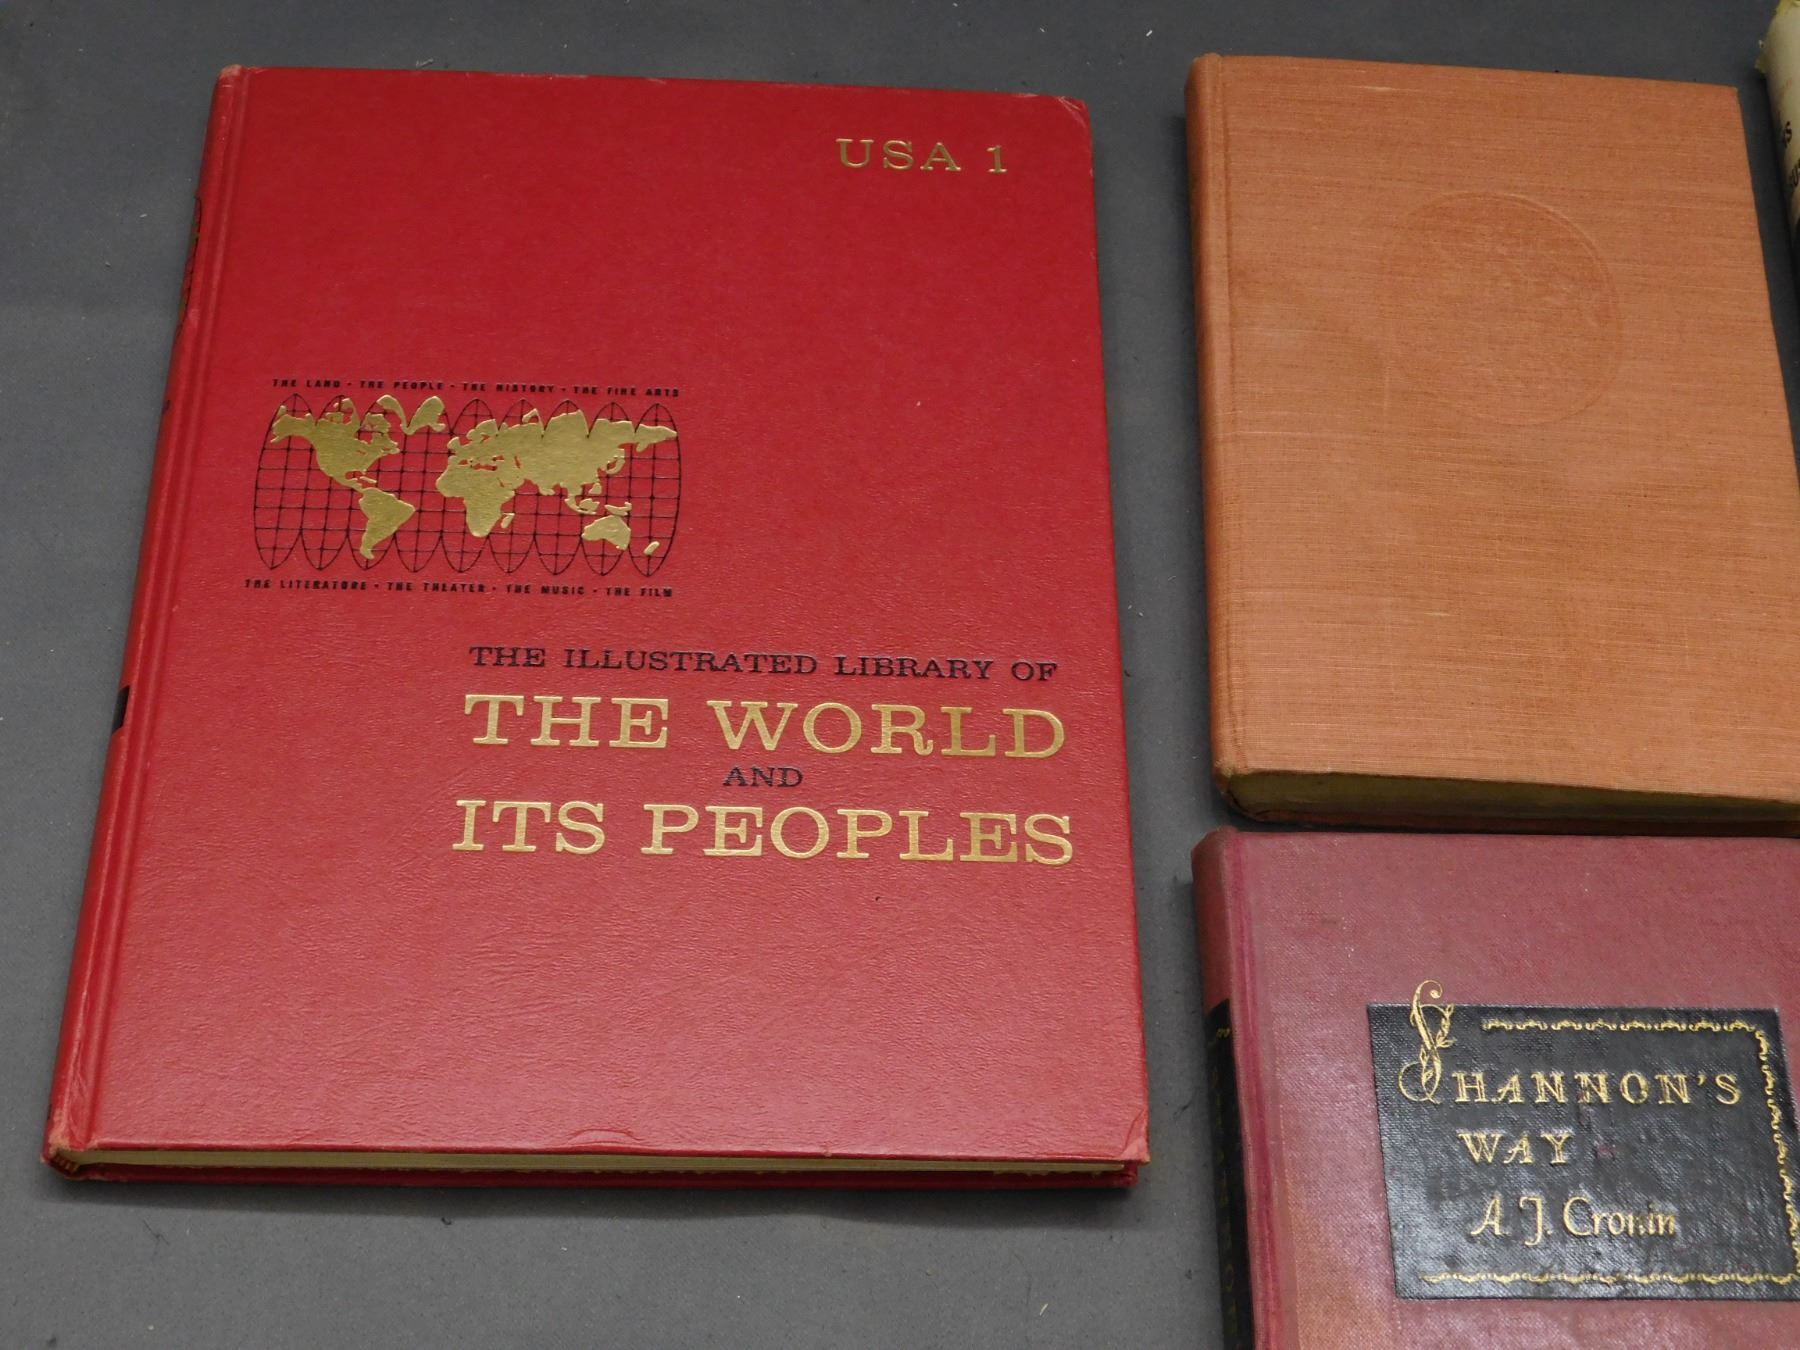 USA 1
THE LAND · THE PEOPLE · THE HISTORY · THE FINE ARTS
THE LITERATURE · THE THEATER · THE MUSIC · THE FILM
THE ILLUSTRATED LIBRARY OF
THE WORLD
AND
ITS PEOPLES
SHANNON'S
WAY
A. J. Cronin